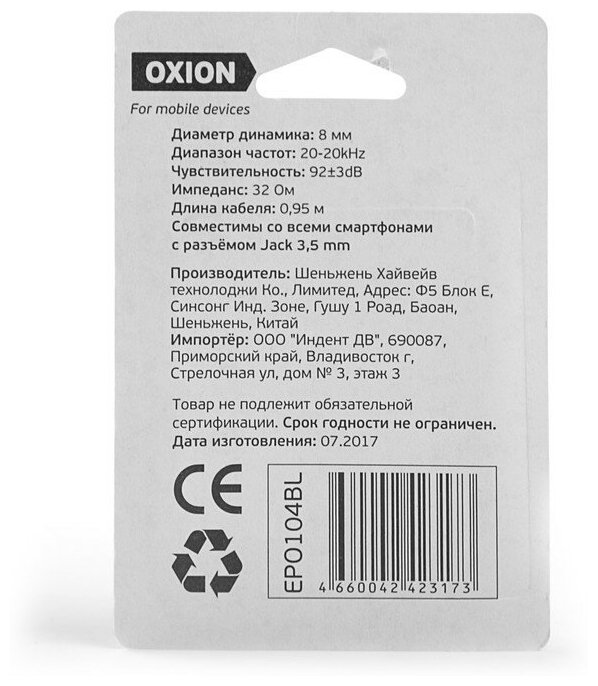 OXION
For mobile devices
Диаметр динамика: 8 мм
Диапазон частот: 20-20kHz
Чувствительность: 92±3dB
Импеданс: 32 Ом
Длина кабеля: 0,95 м
Совместимы со всеми смартфонами
с разъёмом Jack 3,5 mm
Производитель: Шеньжень Хайвейв
технолоджи Ко., Лимитед, Адрес: Ф5 Блок Е,
Синсонг Инд. Зоне, Гушу 1 Роад, Баоан,
Шеньжень, Китай
Импортёр: ООО "Индент ДВ", 690087,
Приморский край, Владивосток г,
Стрелочная ул, дом № 3, этаж 3
Товар не подлежит обязательной
сертификации. Срок годности не ограничен.
Дата изготовления: 07.2017
CE
EPO104BL
4 660042 423173